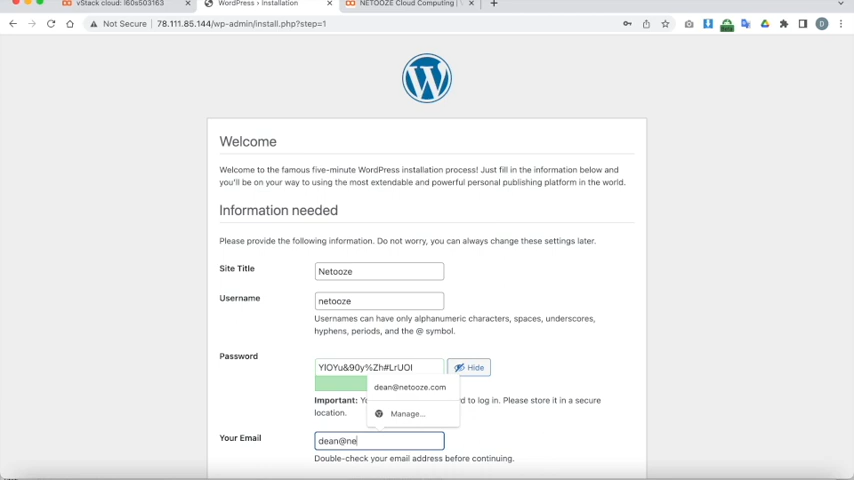 vStack cloud: l60s503163
WordPress › Installation
NETOOZE Cloud Computing |
Not Secure 78.111.85.144/wp-admin/install.php?step=1
Welcome
Welcome to the famous five-minute WordPress installation process! Just fill in the information below and
you'll be on your way to using the most extendable and powerful personal publishing platform in the world.
Information needed
Please provide the following information. Do not worry, you can always change these settings later.
Site Title
Netooze
Username
netooze
Usernames can have only alphanumeric characters, spaces, underscores,
hyphens, periods, and the @ symbol.
Password
YlOYu&90y%Zh#LrUOI
Hide
dean@netooze.com
Important: Yo
rd to log in. Please store it in a secure
location.
Manage...
Your Email
dean@ne
Double-check your email address before continuing.